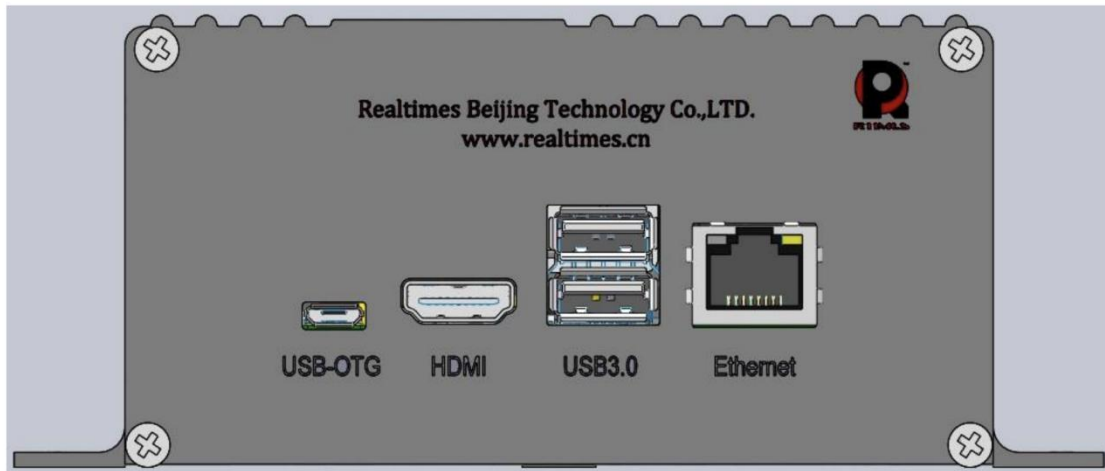 Realtimes Beijing Technology Co.,LTD.
www.realtimes.cn
USB-OTG HDMI USB3.0 Ethernet